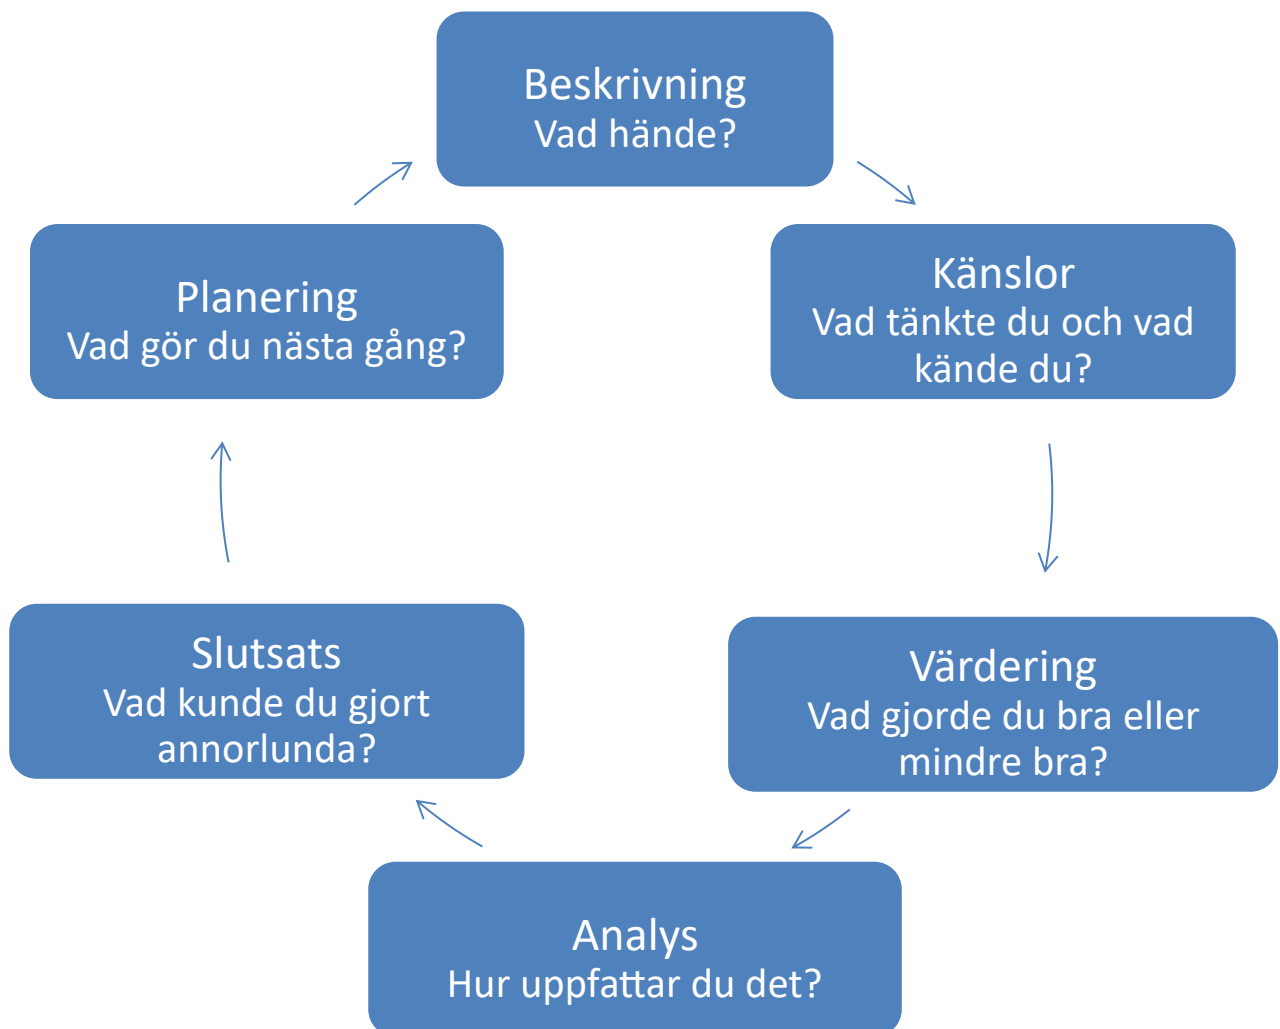 Beskrivning
Vad hände?
Känslor
Vad tänkte du och vad
kände du?
Värdering
Vad gjorde du bra eller
mindre bra?
Analys
Hur uppfattar du det?
Slutsats
Vad kunde du gjort
annorlunda?
Planering
Vad gör du nästa gång?